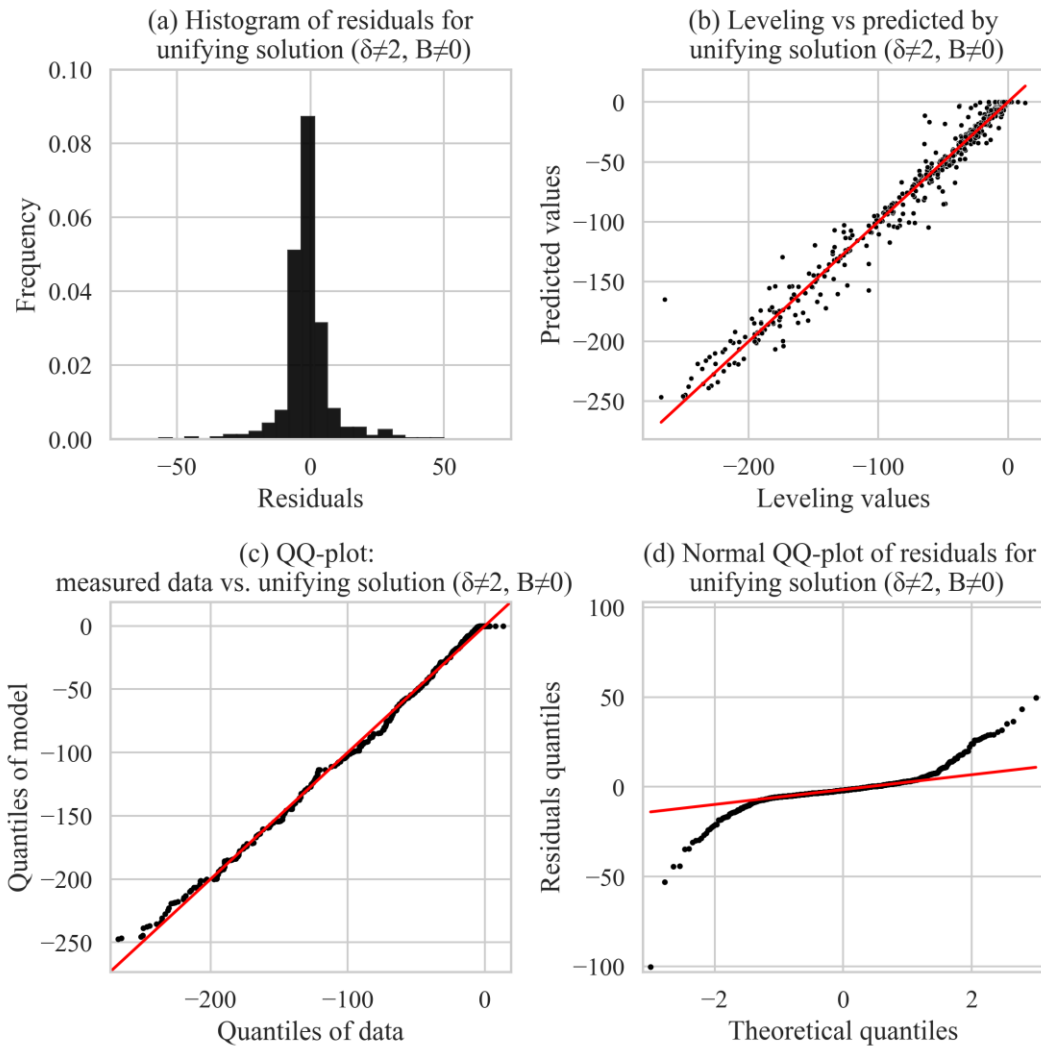 (a) Histogram of residuals for
unifying solution (δ≠2, B≠0)
0.10
0.08
0.06
0.04
0.02
0.00
Frequency
−50
0
50
Residuals
(b) Leveling vs predicted by
unifying solution (δ≠2, B≠0)
0
−50
−100
−150
−200
−250
Predicted values
−200
−100
0
Leveling values
(c) QQ-plot:
measured data vs. unifying solution (δ≠2, B≠0)
0
−50
−100
−150
−200
−250
Quantiles of model
−200
−100
0
Quantiles of data
(d) Normal QQ-plot of residuals for
unifying solution (δ≠2, B≠0)
100
50
0
−50
−100
Residuals quantiles
−2
0
2
Theoretical quantiles